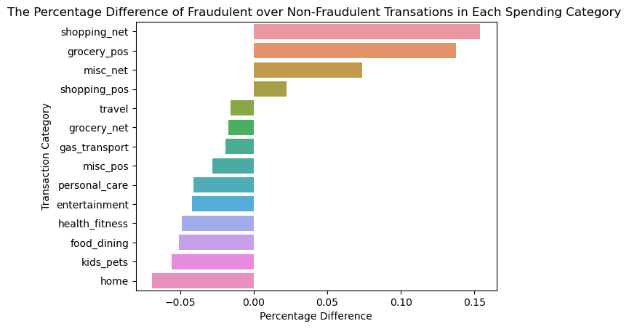 The Percentage Difference of Fraudulent over Non-Fraudulent Transations in Each Spending Category
Transaction Category
shopping_net
grocery_pos
misc_net
shopping_pos
travel
grocery_net
gas_transport
misc_pos
personal_care
entertainment
health_fitness
food_dining
kids_pets
home
−0.05 0.00 0.05 0.10 0.15
Percentage Difference